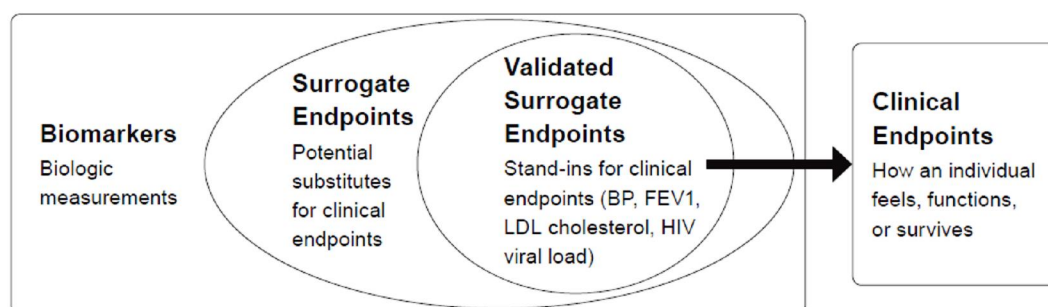 Biomarkers
Biologic
measurements
Surrogate
Endpoints
Potential
substitutes
for clinical
endpoints
Validated
Surrogate
Endpoints
Stand-ins for clinical
endpoints (BP, FEV1,
LDL cholesterol, HIV
viral load)
Clinical
Endpoints
How an individual
feels, functions,
or survives